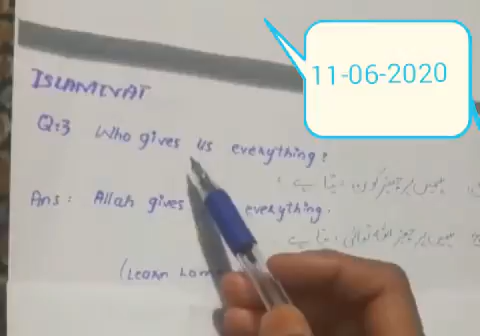 11-06-2020
ISLAMIYAT
Q:3 Who gives us everything?
ہمیں ہر چیز کون دیتا ہے
Ans: Allah gives everything.
ہمیں ہر چیز اللہ تعالیٰ دیتا ہے
(Learn